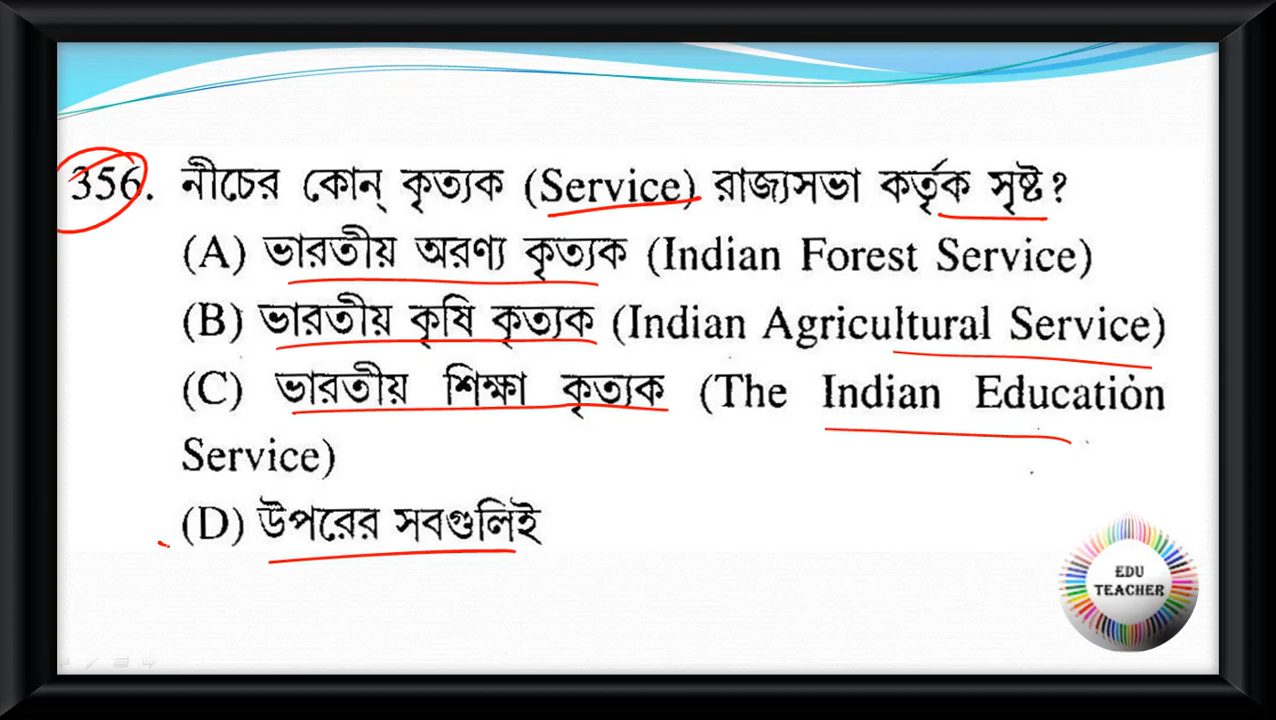 356. নীচের কোন্ কৃত্যক (Service) রাজ্যসভা কর্তৃক সৃষ্ট?
(A) ভারতীয় অরণ্য কৃত্যক (Indian Forest Service)
(B) ভারতীয় কৃষি কৃত্যক (Indian Agricultural Service)
(C) ভারতীয় শিক্ষা কৃত্যক (The Indian Education
Service)
(D) উপরের সবগুলিই
EDU
TEACHER